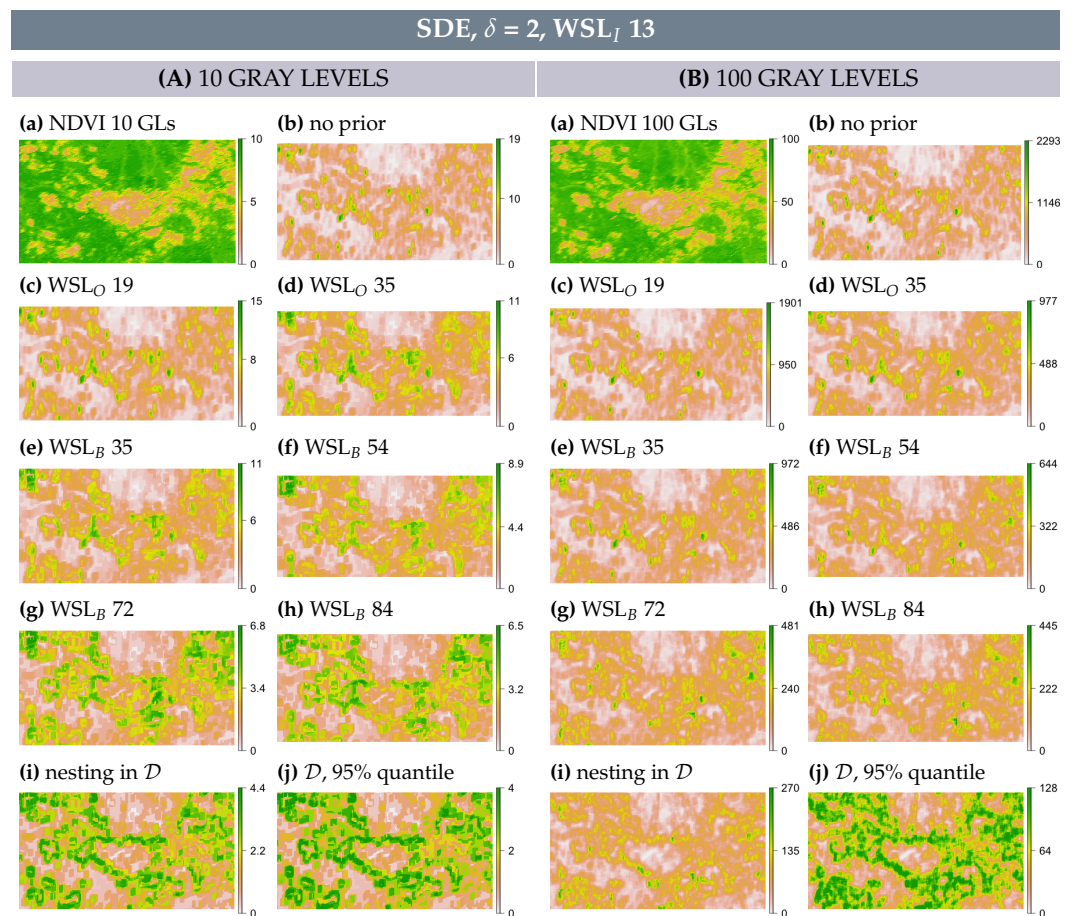 SDE, δ = 2, WSL_I 13
(A) 10 GRAY LEVELS
(B) 100 GRAY LEVELS
(a) NDVI 10 GLs
10
5
0
(b) no prior
19
10
0
(a) NDVI 100 GLs
100
50
0
(b) no prior
2293
1146
0
(c) WSL_O 19
15
8
0
(d) WSL_O 35
11
6
0
(c) WSL_O 19
1901
950
0
(d) WSL_O 35
977
488
0
(e) WSL_B 35
11
6
0
(f) WSL_B 54
8.9
4.4
0
(e) WSL_B 35
972
486
0
(f) WSL_B 54
644
322
0
(g) WSL_B 72
6.8
3.4
0
(h) WSL_B 84
6.5
3.2
0
(g) WSL_B 72
481
240
0
(h) WSL_B 84
445
222
0
(i) nesting in 𝒟
4.4
2.2
0
(j) 𝒟, 95% quantile
4
2
0
(i) nesting in 𝒟
270
135
0
(j) 𝒟, 95% quantile
128
64
0